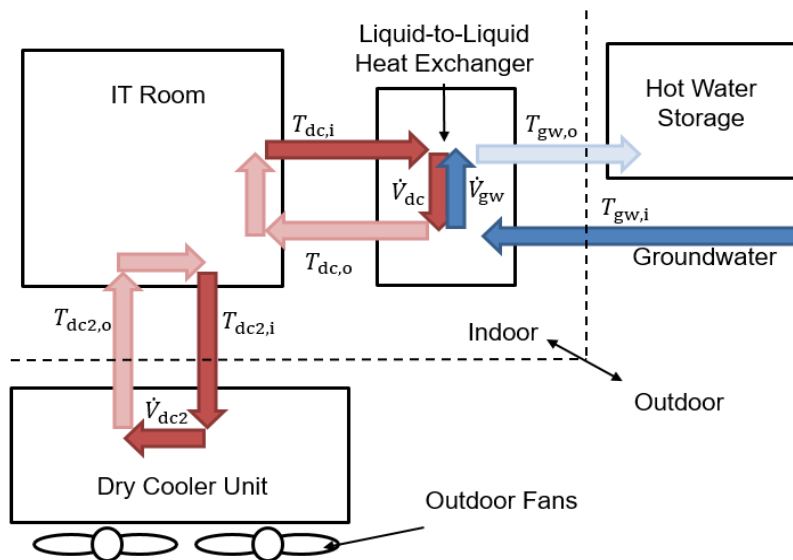 Liquid-to-Liquid
Heat Exchanger
IT Room
Hot Water
Storage
T_dc,i
T_gw,o
V̇_dc
V̇_gw
T_gw,i
T_dc,o
Groundwater
T_dc2,o
T_dc2,i
Indoor
Outdoor
V̇_dc2
Dry Cooler Unit
Outdoor Fans